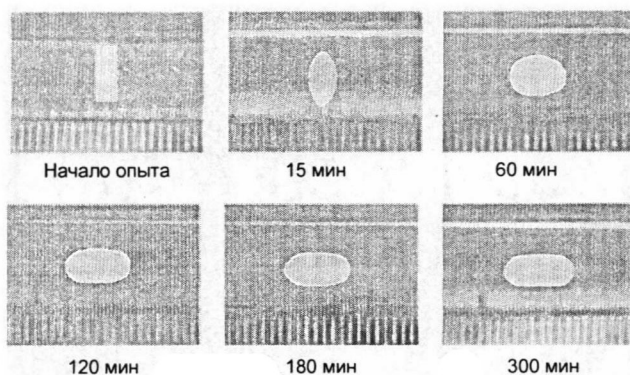 Начало опыта
15 мин
60 мин
120 мин
180 мин
300 мин